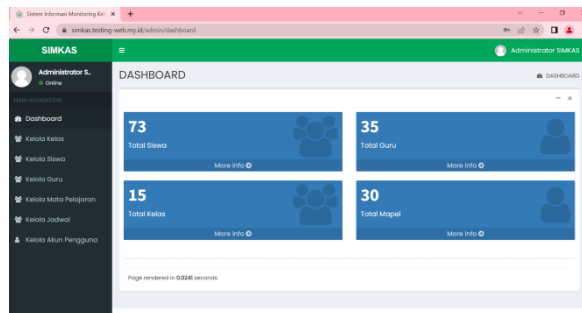 Sistem Informasi Monitoring Kel
simkas.testing-web.my.id/admin/dashboard
SIMKAS
Administrator SIMKAS
Administrator S..
Online
MAIN NAVIGATION
Dashboard
Kelola Kelas
Kelola Siswa
Kelola Guru
Kelola Mata Pelajaran
Kelola Jadwal
Kelola Akun Pengguna
DASHBOARD
DASHBOARD
73
Total Siswa
More info
35
Total Guru
More info
15
Total Kelas
More info
30
Total Mapel
More info
Page rendered in 0.0241 seconds.